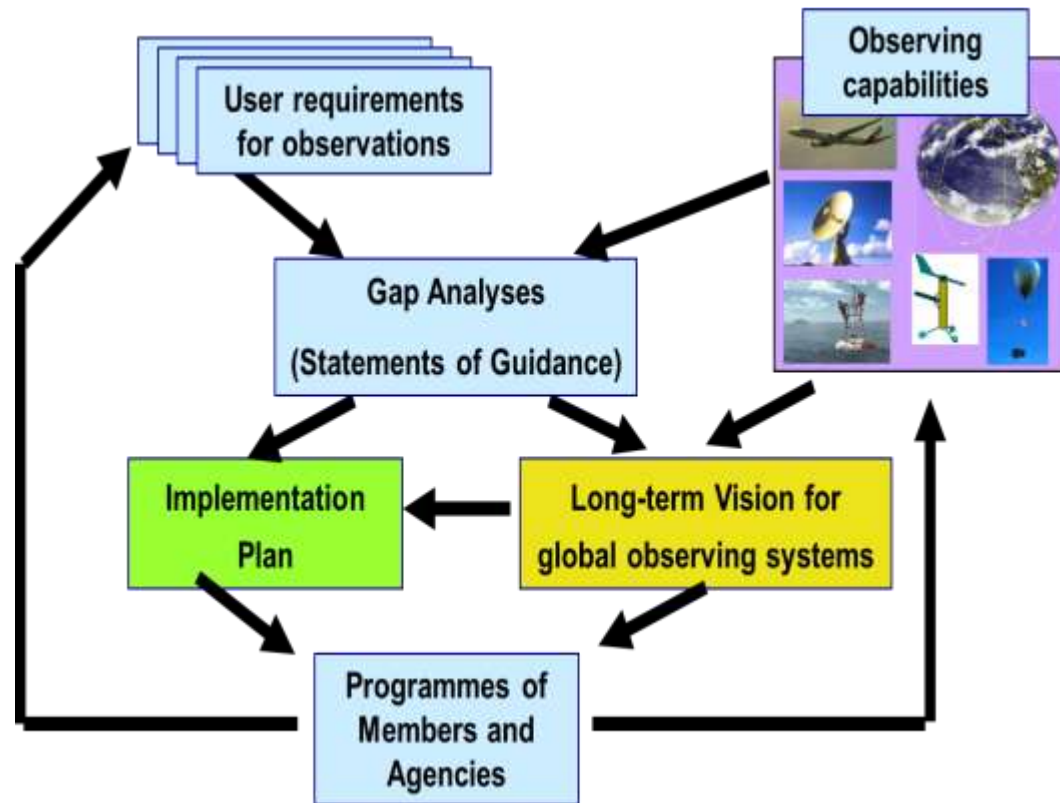 User requirements
for observations
Observing
capabilities
Gap Analyses
(Statements of Guidance)
Implementation
Plan
Long-term Vision for
global observing systems
Programmes of
Members and
Agencies